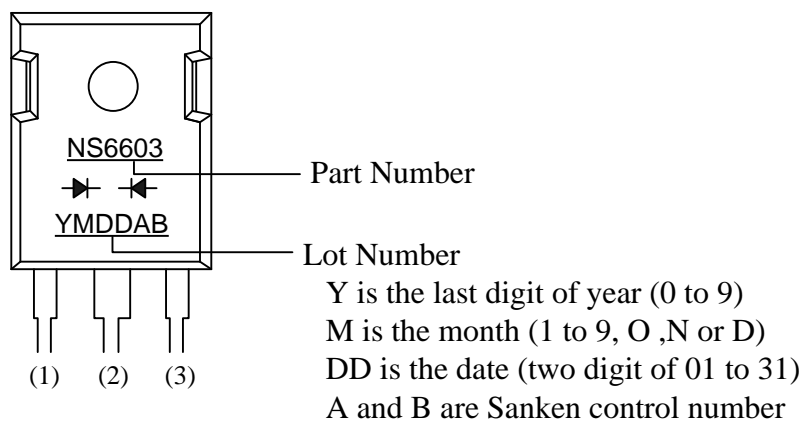 NS6603
Part Number
YMDDAB
Lot Number
Y is the last digit of year (0 to 9)
M is the month (1 to 9, O ,N or D)
DD is the date (two digit of 01 to 31)
A and B are Sanken control number
(1) (2) (3)